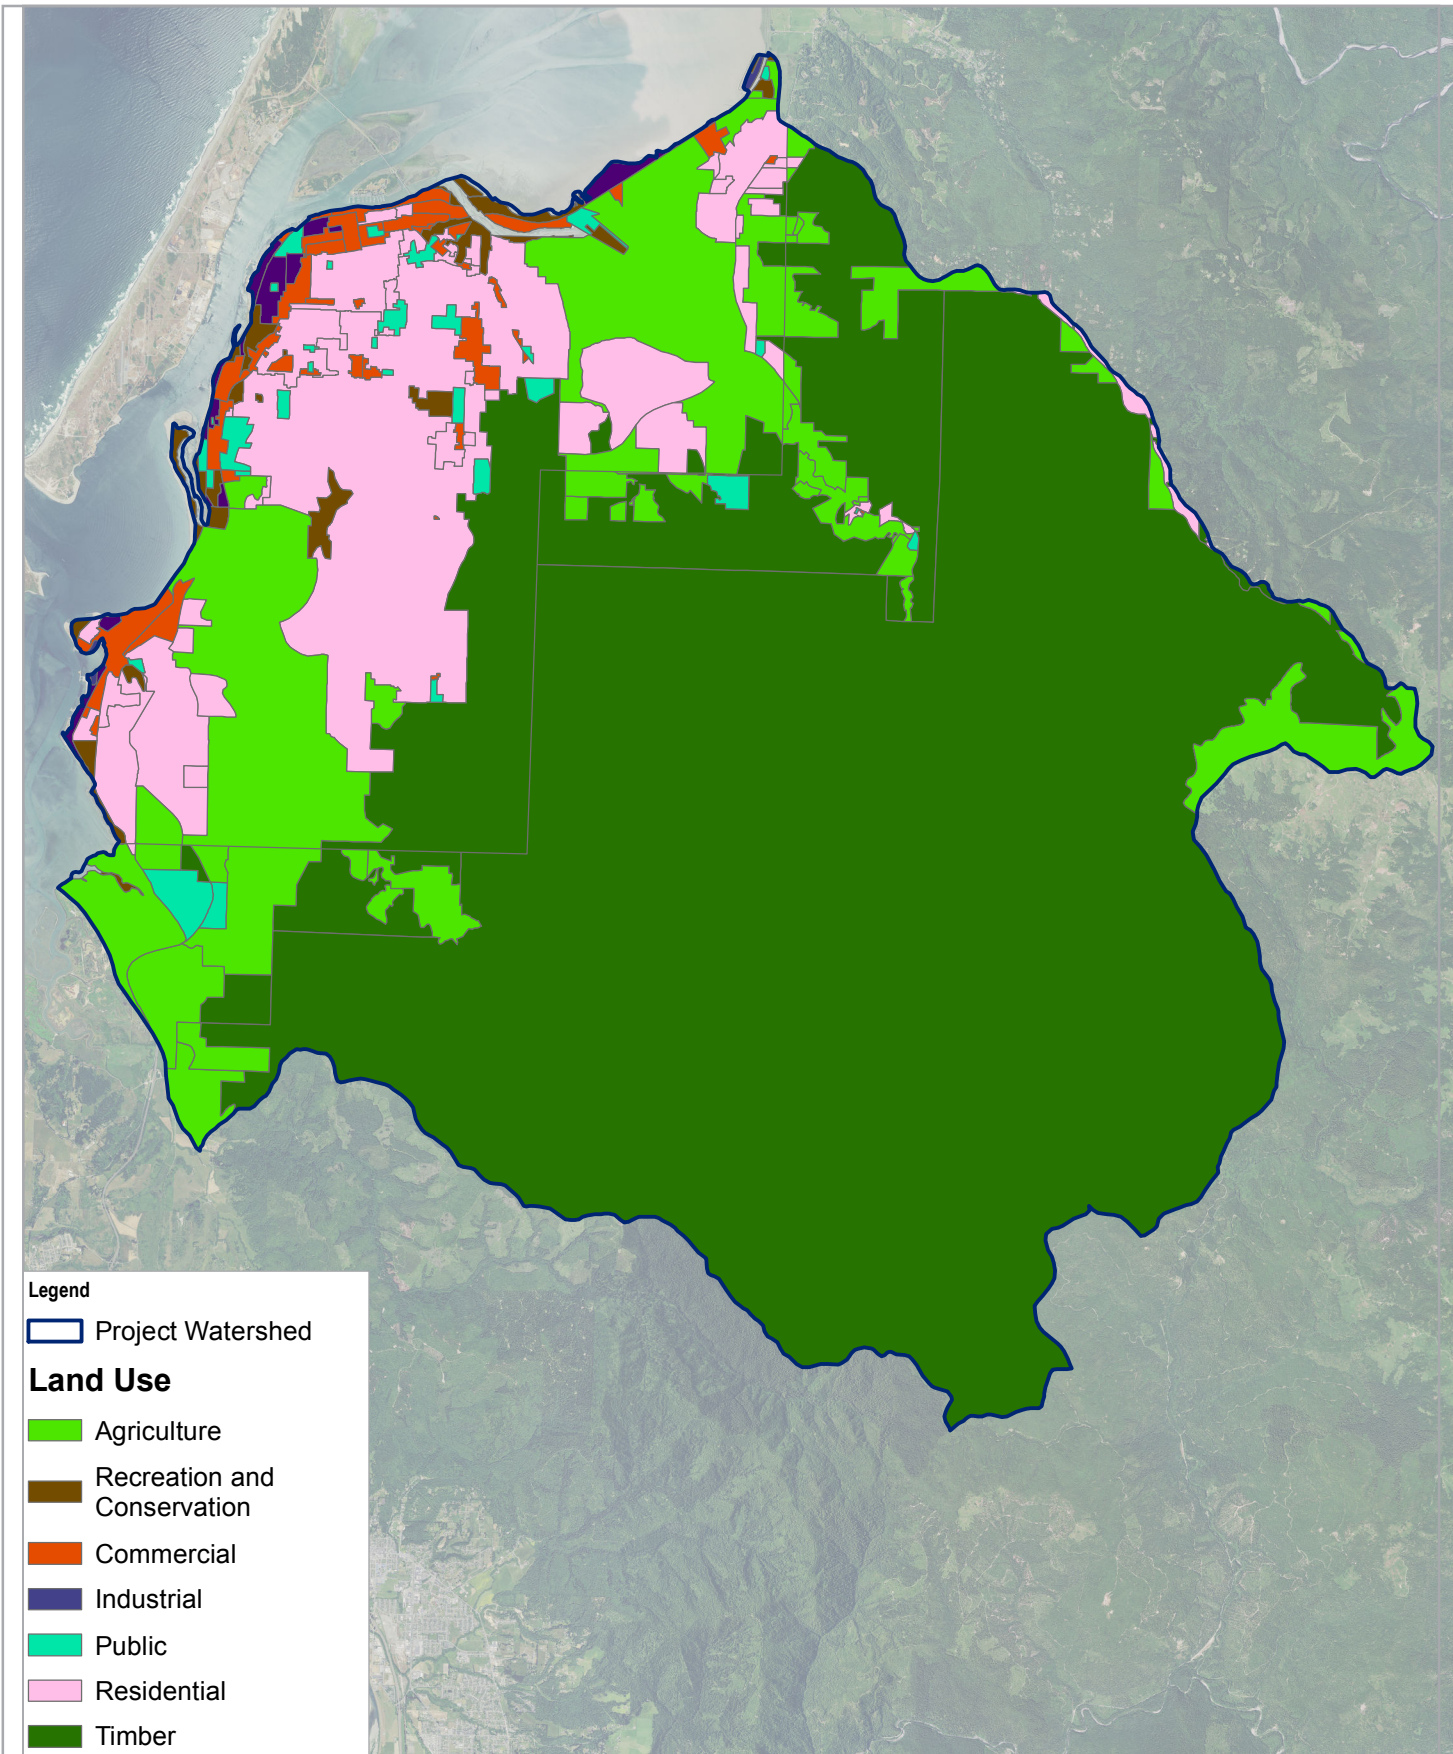 Legend
Project Watershed
Land Use
Agriculture
Recreation and
Conservation
Commercial
Industrial
Public
Residential
Timber